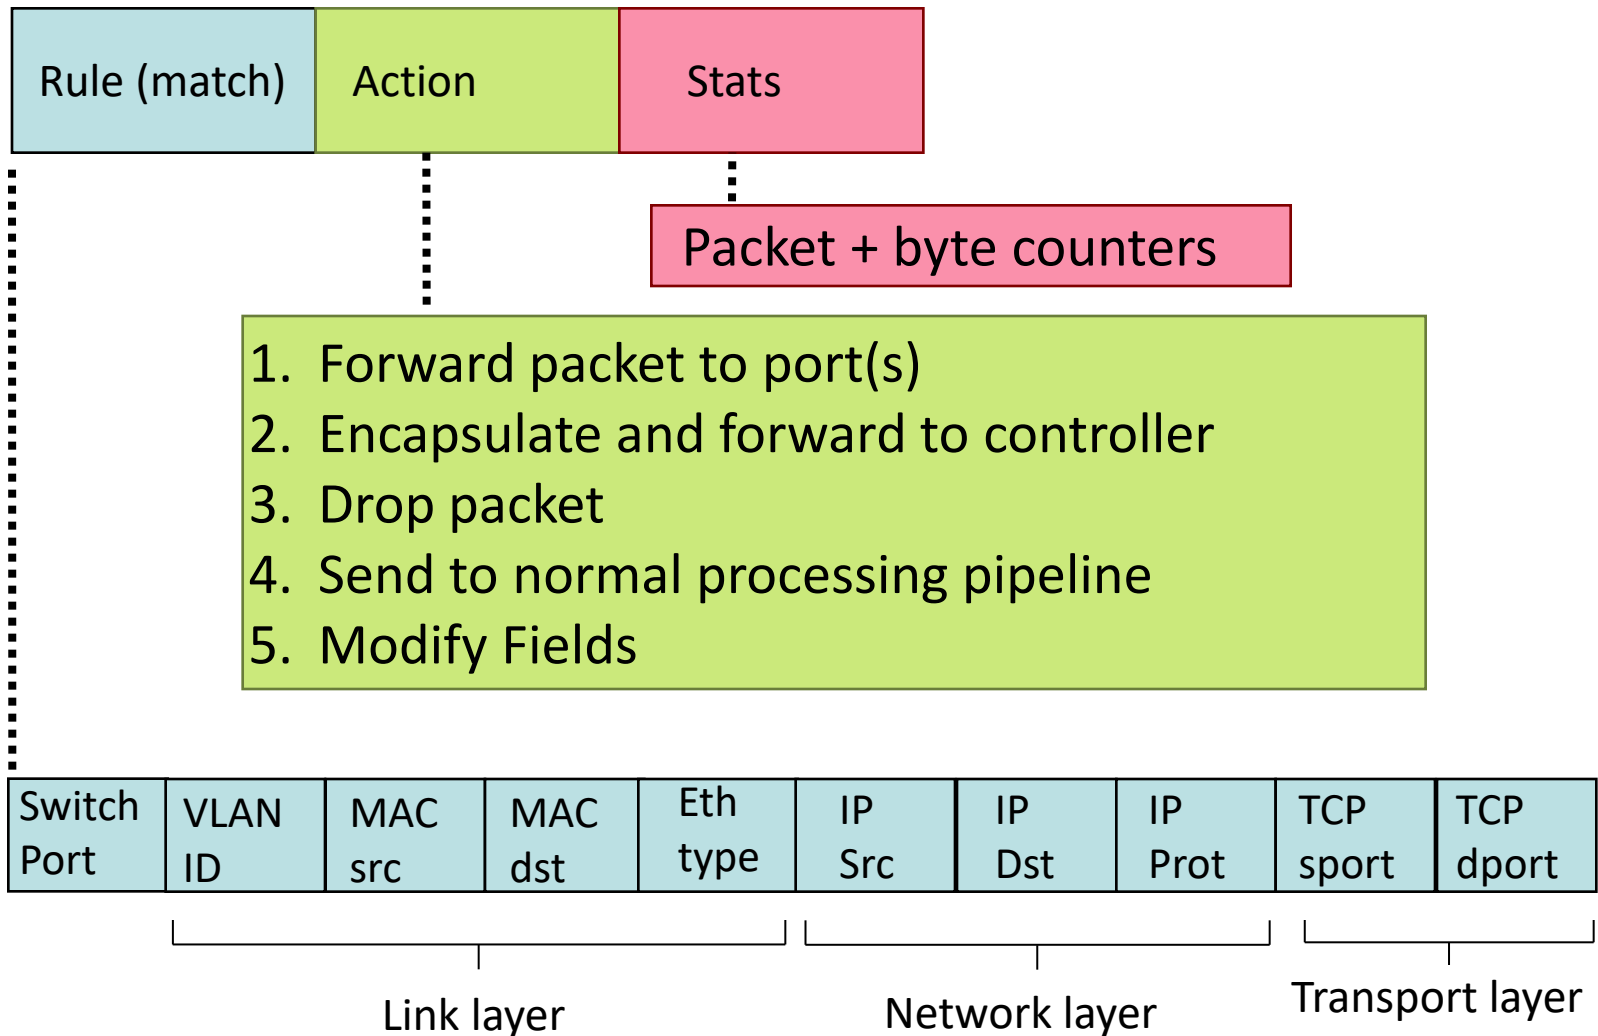 Rule (match)
Action
Stats
Packet + byte counters
1. Forward packet to port(s)
2. Encapsulate and forward to controller
3. Drop packet
4. Send to normal processing pipeline
5. Modify Fields
Switch
Port
VLAN
ID
MAC
src
MAC
dst
Eth
type
IP
Src
IP
Dst
IP
Prot
TCP
sport
TCP
dport
Link layer
Network layer
Transport layer